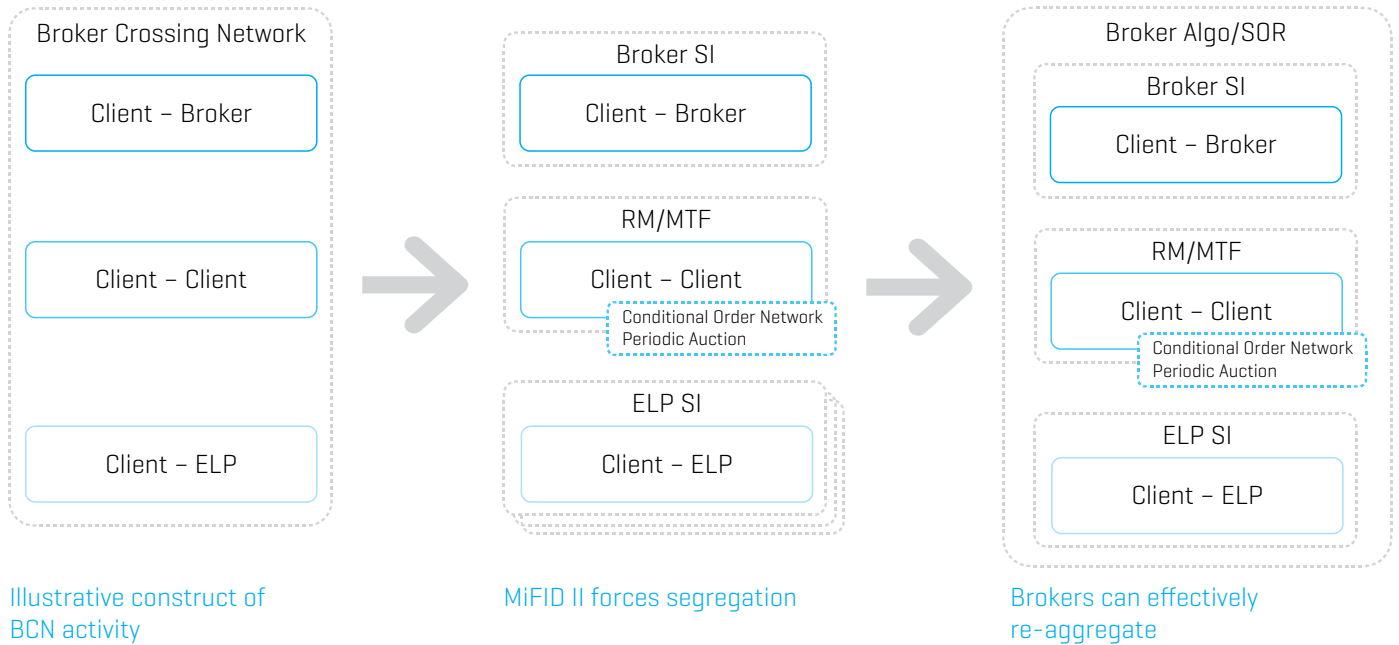 Broker Crossing Network
Client – Broker
Client – Client
Client – ELP
Illustrative construct of
BCN activity
Broker SI
Client – Broker
RM/MTF
Client – Client
Conditional Order Network
Periodic Auction
ELP SI
Client – ELP
MiFID II forces segregation
Broker Algo/SOR
Broker SI
Client – Broker
RM/MTF
Client – Client
Conditional Order Network
Periodic Auction
ELP SI
Client – ELP
Brokers can effectively
re-aggregate